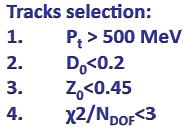 Tracks selection:
1. Pt > 500 MeV
2. D0<0.2
3. Z0<0.45
4. χ2/NDOF<3